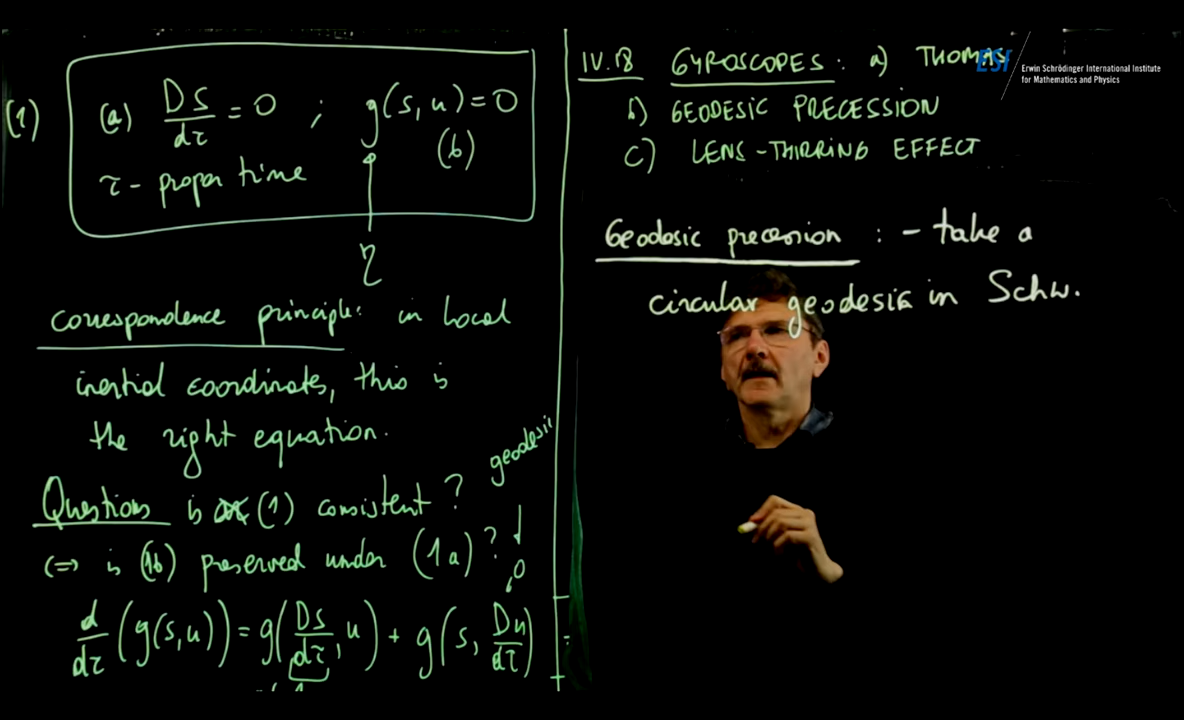 (1) (a) Ds/dτ = 0 ; g(s, u) = 0
(b)
τ - proper time
η
correspondence principle: in local
inertial coordinates, this is
the right equation.
Questions is (1) consistent?
<=> is (1b) preserved under (1a)?
geodesic
↓
0
d/dτ (g(s,u)) = g(Ds/dτ, u) + g(s, Du/dτ) =
IV.18 GYROSCOPES: a) THOMAS
b) GEODESIC PRECESSION
c) LENS-THIRRING EFFECT
ESI
Erwin Schrödinger International Institute
for Mathematics and Physics
Geodesic precession : - take a
circular geodesic in Schw.